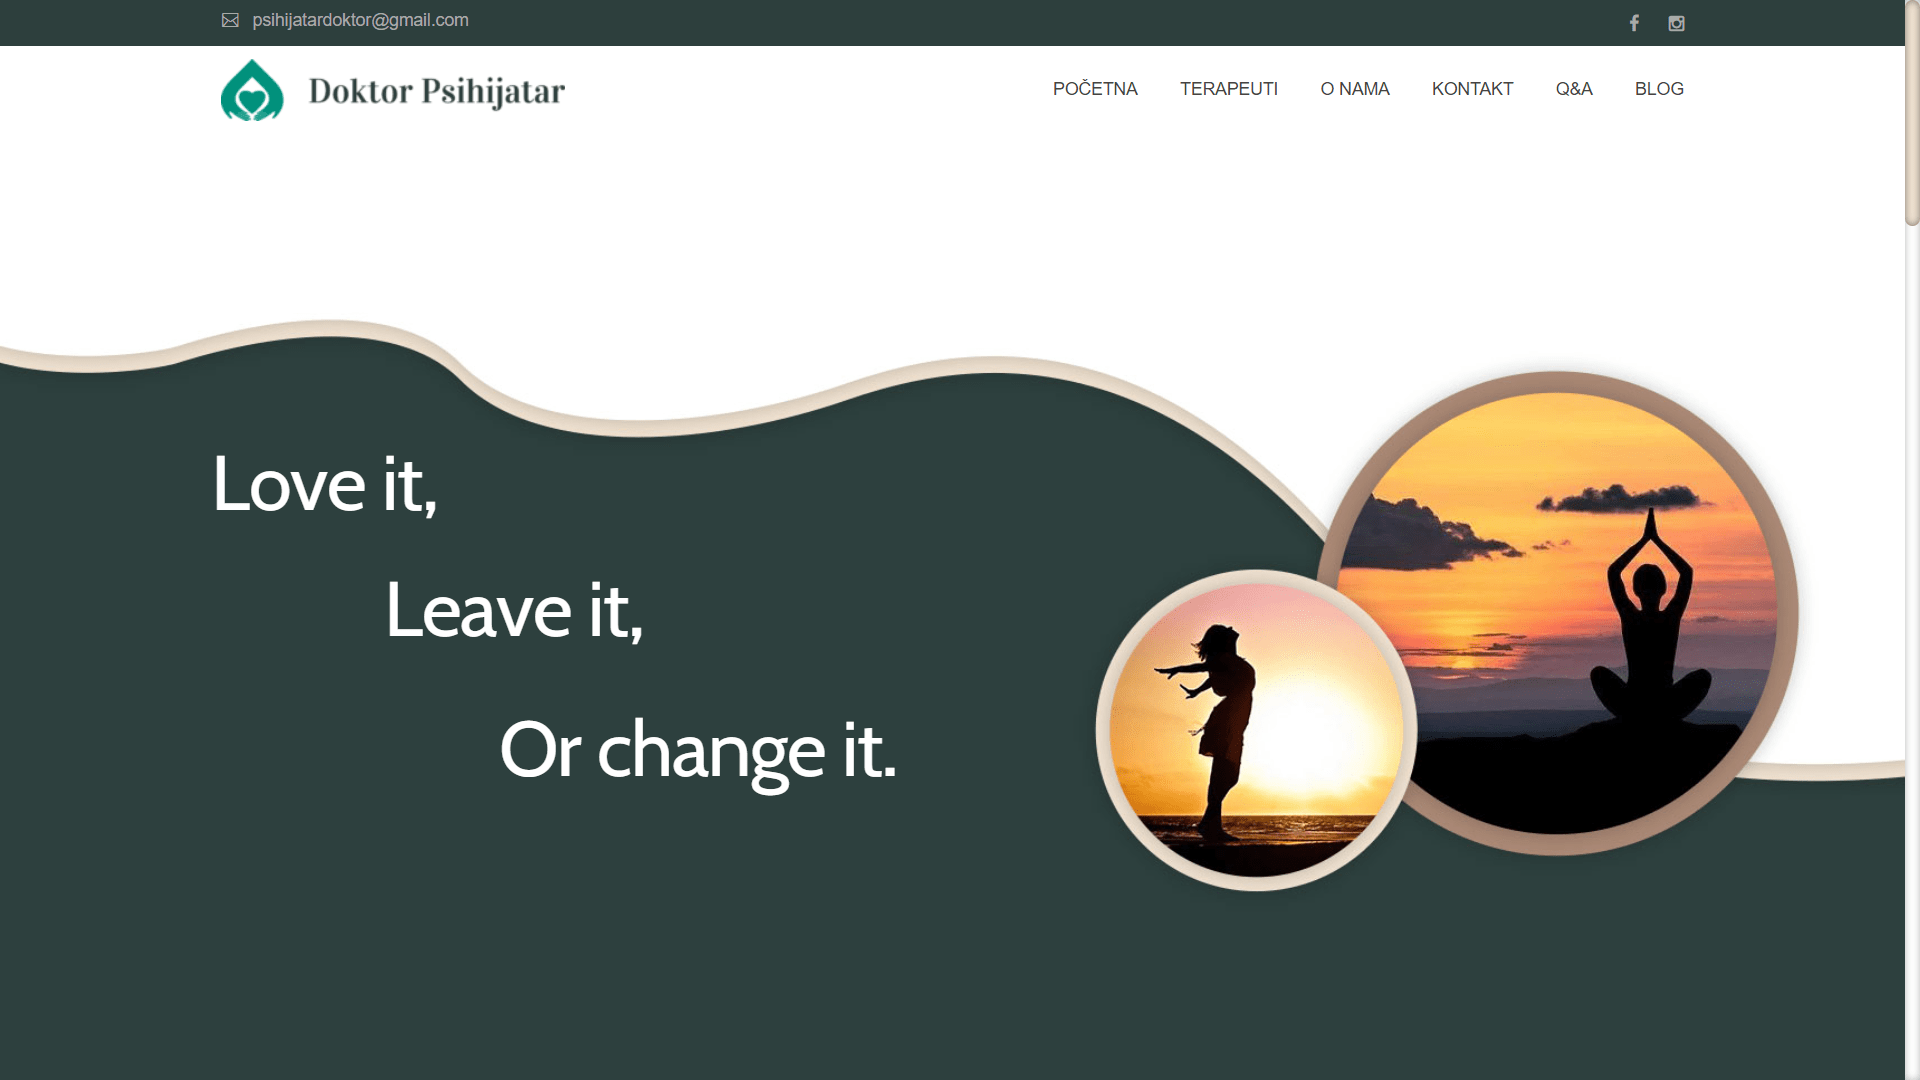 psihijatardoktor@gmail.com
Doktor Psihijatar
POČETNA TERAPEUTI O NAMA KONTAKT Q&A BLOG
Love it,
Leave it,
Or change it.